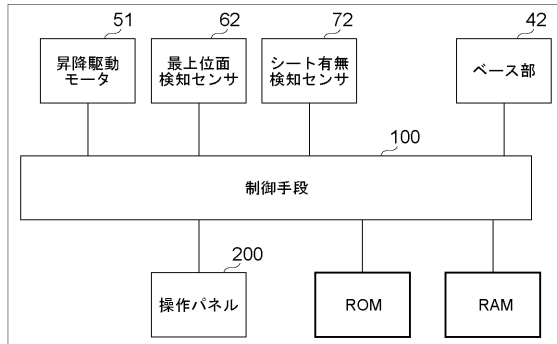 51
昇降駆動
モータ
62
最上位面
検知センサ
72
シート有無
検知センサ
42
ベース部
100
制御手段
200
操作パネル
ROM
RAM